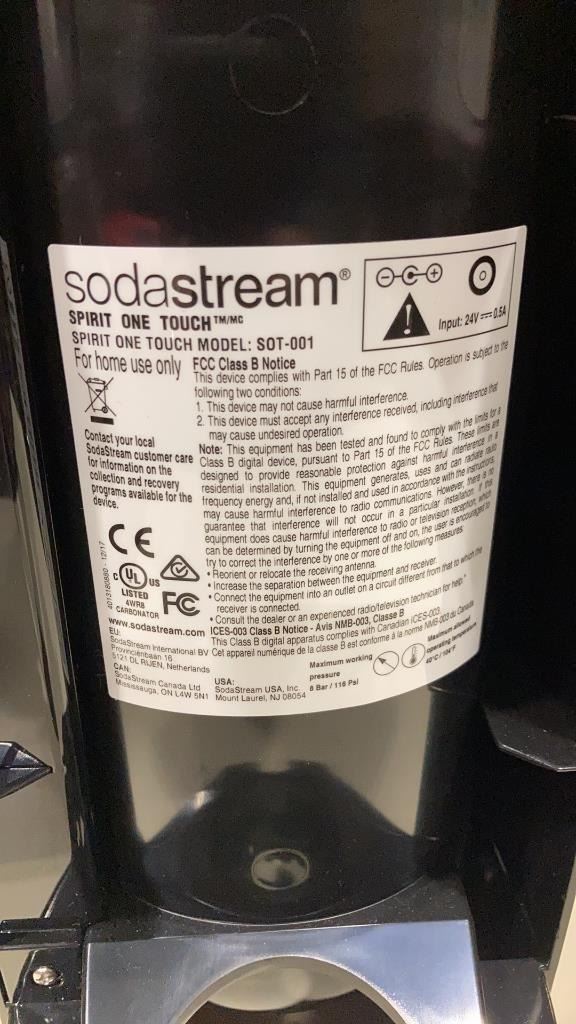 sodastream®
SPIRIT ONE TOUCH™/MC
SPIRIT ONE TOUCH MODEL: SOT-001
For home use only
Input: 24V 0.5A
FCC Class B Notice
This device complies with Part 15 of the FCC Rules. Operation is subject to the
following two conditions:
1. This device may not cause harmful interference.
2. This device must accept any interference received, including interference that
may cause undesired operation.
Note: This equipment has been tested and found to comply with the limits for a
Class B digital device, pursuant to Part 15 of the FCC Rules. These limits are
designed to provide reasonable protection against harmful interference in a
residential installation. This equipment generates, uses and can radiate radio
frequency energy and, if not installed and used in accordance with the instructions,
may cause harmful interference to radio communications. However, there is no
guarantee that interference will not occur in a particular installation. If this
equipment does cause harmful interference to radio or television reception, which
can be determined by turning the equipment off and on, the user is encouraged to
try to correct the interference by one or more of the following measures:
• Reorient or relocate the receiving antenna.
• Increase the separation between the equipment and receiver.
• Connect the equipment into an outlet on a circuit different from that to which the
receiver is connected.
• Consult the dealer or an experienced radio/television technician for help."
ICES-003 Class B Notice - Avis NMB-003, Classe B
This Class B digital apparatus complies with Canadian ICES-003.
Cet appareil numérique de la classe B est conforme à la norme NMB-003 du Canada
Contact your local
SodaStream customer care
for information on the
collection and recovery
programs available for the
device.
4013180880 - 12/17
CE
C UL US
LISTED
4WR8
CARBONATOR
FC
www.sodastream.com
EU:
SodaStream International BV
Provinciënbaan 16
5121 DL RIJEN, Netherlands
CAN:
SodaStream Canada Ltd
Mississauga, ON L4W 5N1
USA:
SodaStream USA, Inc.
Mount Laurel, NJ 08054
Maximum working
pressure
8 Bar / 116 Psi
Maximum allowed
operating temperature
40°C / 104°F